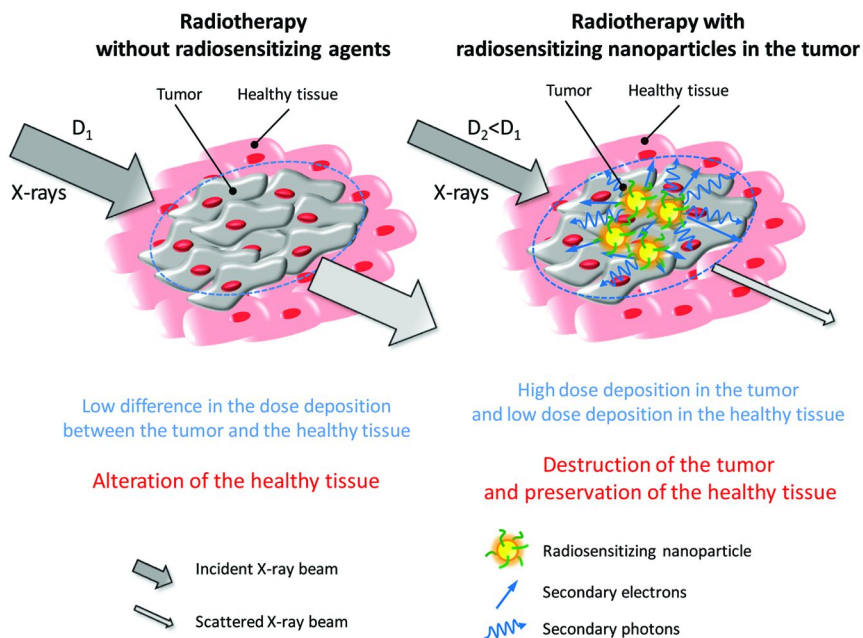 Radiotherapy
without radiosensitizing agents
Tumor
Healthy tissue
D1
X-rays
Low difference in the dose deposition
between the tumor and the healthy tissue
Alteration of the healthy tissue
Incident X-ray beam
Scattered X-ray beam
Radiotherapy with
radiosensitizing nanoparticles in the tumor
Tumor
Healthy tissue
D2<D1
X-rays
High dose deposition in the tumor
and low dose deposition in the healthy tissue
Destruction of the tumor
and preservation of the healthy tissue
Radiosensitizing nanoparticle
Secondary electrons
Secondary photons